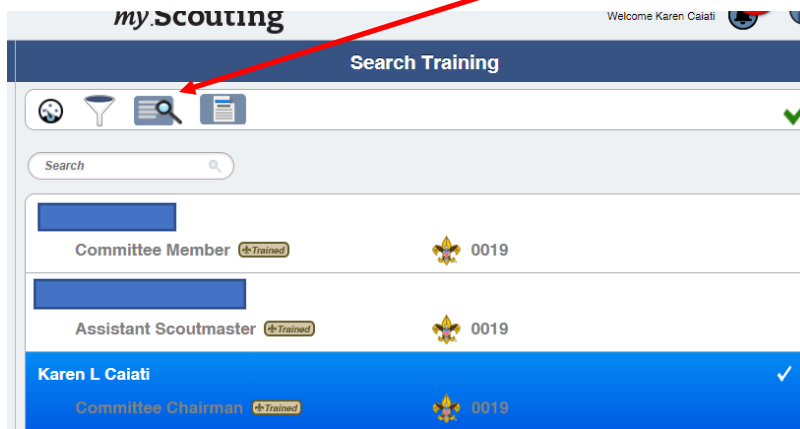 my.Scouting
Welcome Karen Caiati
Search Training
Search
Committee Member Trained 0019
Assistant Scoutmaster Trained 0019
Karen L Caiati
Committee Chairman Trained 0019